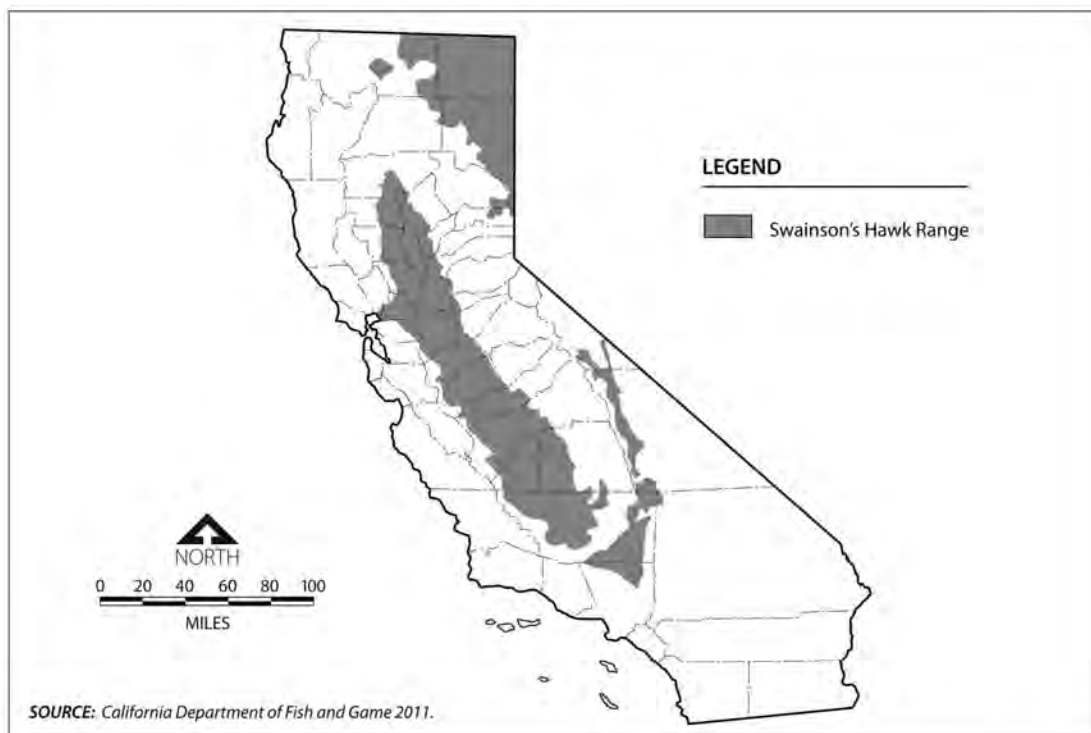 LEGEND
Swainson's Hawk Range
NORTH
0 20 40 60 80 100
MILES
SOURCE: California Department of Fish and Game 2011.